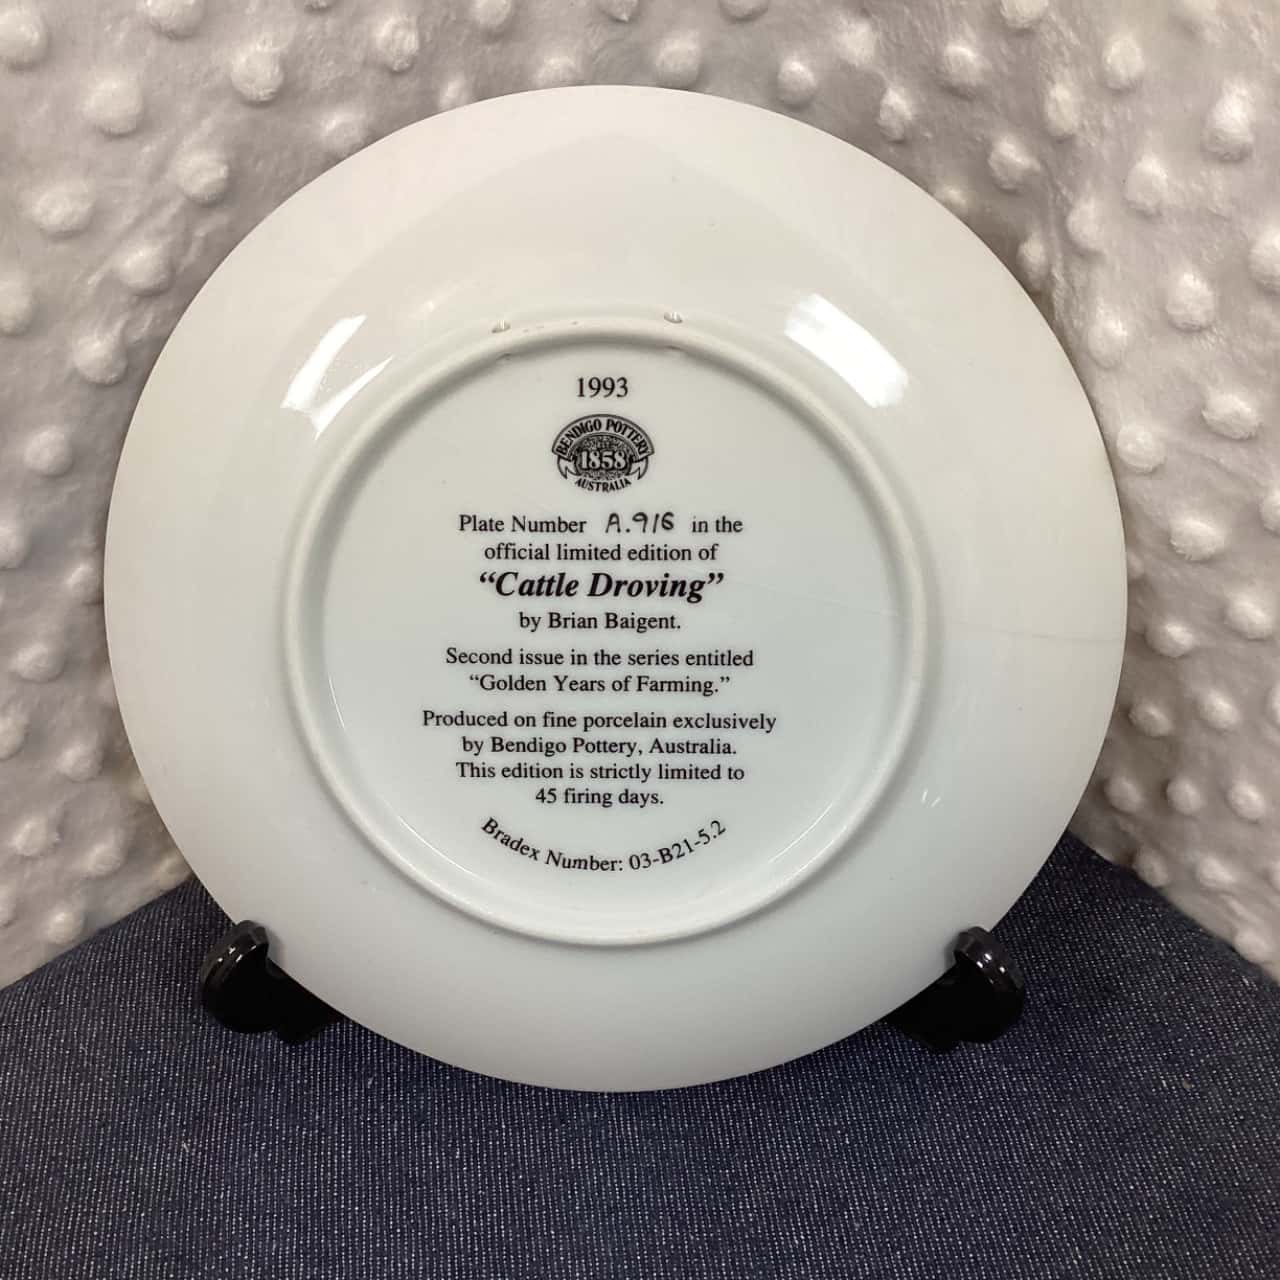 1993
BENDIGO POTTERY
1858
AUSTRALIA
Plate Number A.916 in the
official limited edition of
“Cattle Droving”
by Brian Baigent.
Second issue in the series entitled
“Golden Years of Farming.”
Produced on fine porcelain exclusively
by Bendigo Pottery, Australia.
This edition is strictly limited to
45 firing days.
Bradex Number: 03-B21-5.2